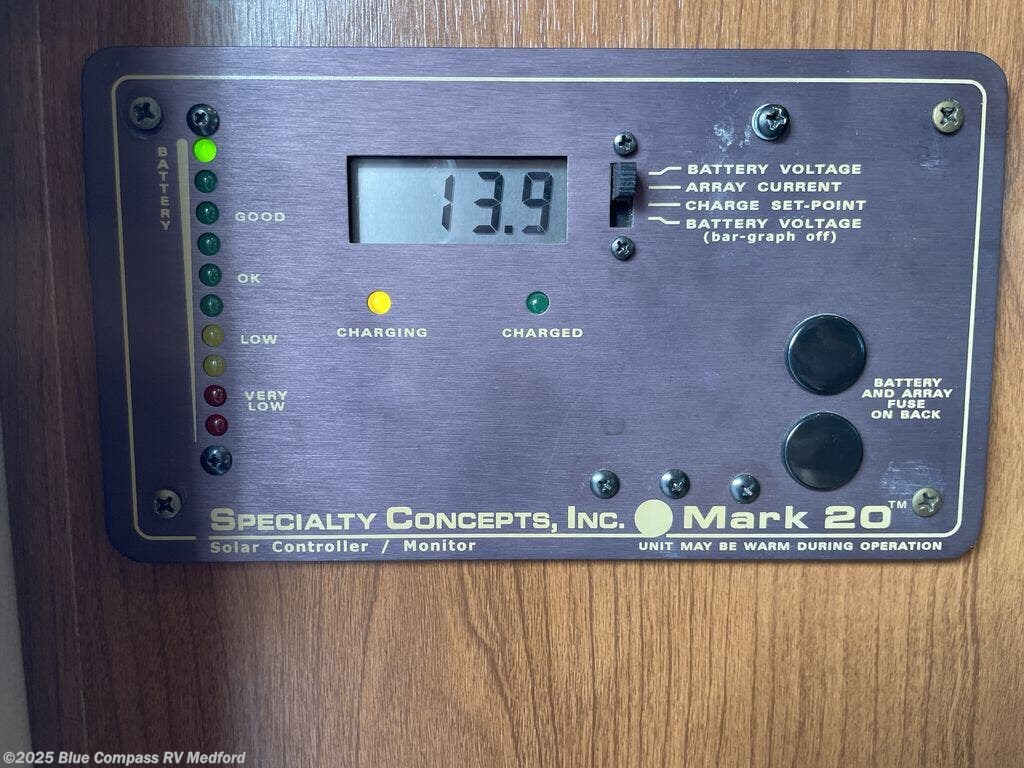 BATTERY
GOOD
OK
LOW
VERY
LOW
13.9
BATTERY VOLTAGE
ARRAY CURRENT
CHARGE SET-POINT
BATTERY VOLTAGE
(bar-graph off)
CHARGING
CHARGED
BATTERY
AND ARRAY
FUSE
ON BACK
SPECIALTY CONCEPTS, INC. Mark 20™
Solar Controller / Monitor
UNIT MAY BE WARM DURING OPERATION
©2025 Blue Compass RV Medford